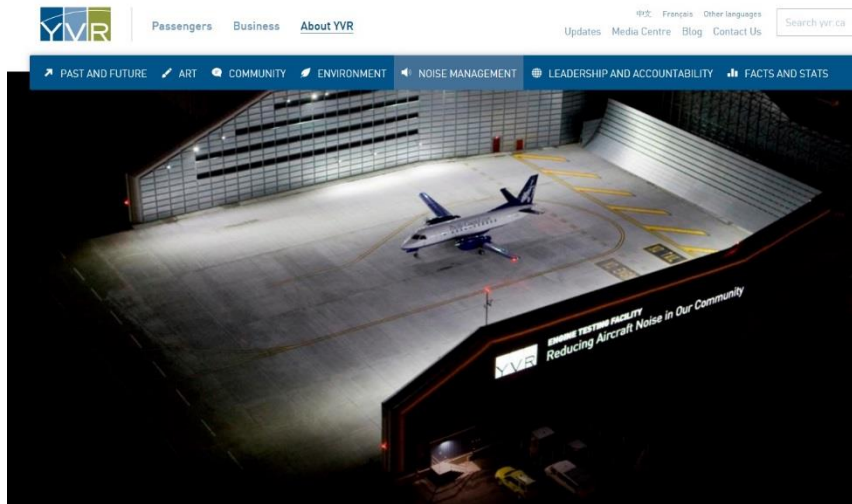 YVR
Passengers Business About YVR
中文 Français Other languages
Updates Media Centre Blog Contact Us
Search yvr.ca
PAST AND FUTURE ART COMMUNITY ENVIRONMENT NOISE MANAGEMENT LEADERSHIP AND ACCOUNTABILITY FACTS AND STATS
YVR
ENGINE TESTING FACILITY
Reducing Aircraft Noise in Our Community